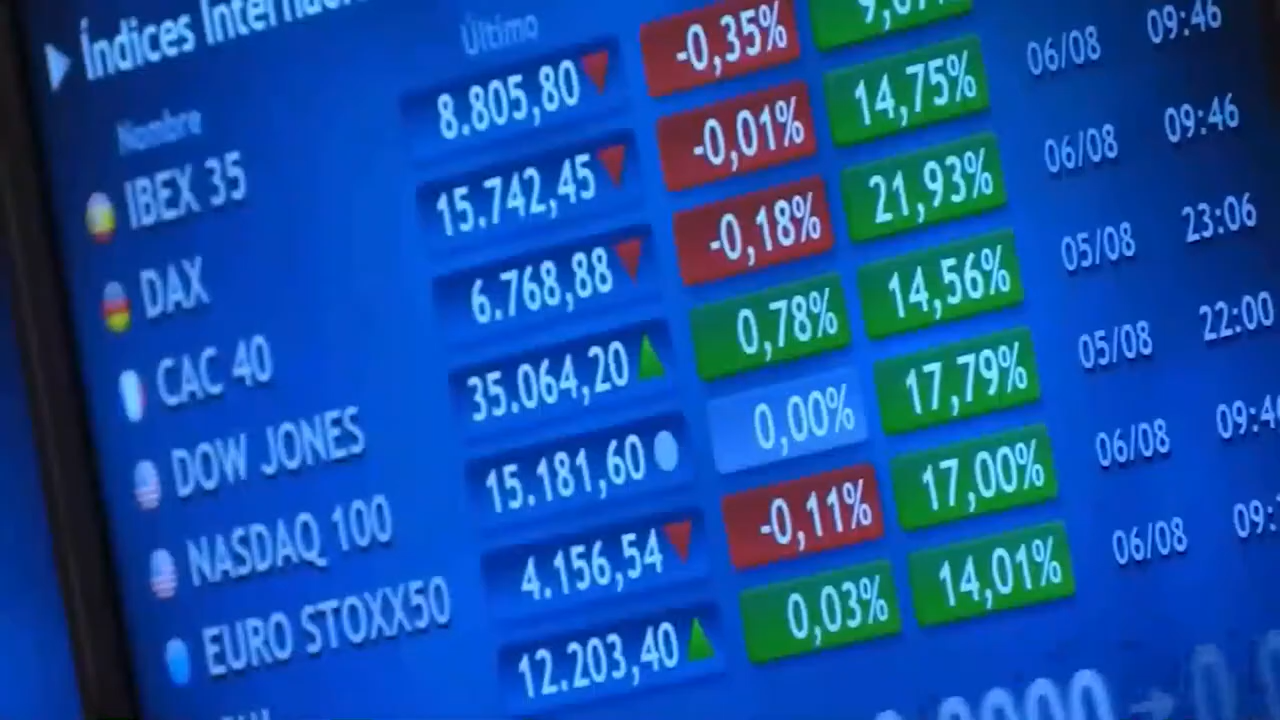 Índices Internac
Nombre Último
IBEX 35 8.805,80 -0,35%
DAX 15.742,45 -0,01% 14,75% 06/08 09:46
CAC 40 6.768,88 -0,18% 21,93% 06/08 09:46
DOW JONES 35.064,20 0,78% 14,56% 05/08 23:06
NASDAQ 100 15.181,60 0,00% 17,79% 05/08 22:00
EURO STOXX50 4.156,54 -0,11% 17,00% 06/08 09:4
12.203,40 0,03% 14,01% 06/08 09: